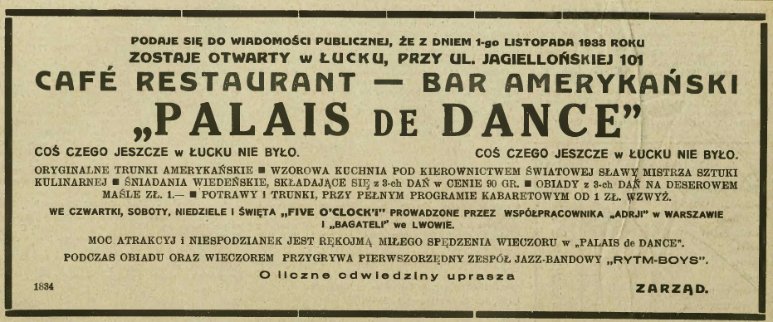 PODAJE SIĘ DO WIADOMOŚCI PUBLICZNEJ, ŻE Z DNIEM 1-go LISTOPADA 1933 ROKU
ZOSTAJE OTWARTY w ŁUCKU, PRZY UL. JAGIELLOŃSKIEJ 101
CAFÉ RESTAURANT — BAR AMERYKAŃSKI
„PALAIS DE DANCE”
COŚ CZEGO JESZCZE w ŁUCKU NIE BYŁO. COŚ CZEGO JESZCZE w ŁUCKU NIE BYŁO.
ORYGINALNE TRUNKI AMERYKAŃSKIE ■ WZOROWA KUCHNIA POD KIEROWNICTWEM ŚWIATOWEJ SŁAWY MISTRZA SZTUKI
KULINARNEJ ■ ŚNIADANIA WIEDEŃSKIE, SKŁADAJĄCE SIĘ z 3-ch DAŃ w CENIE 90 GR. ■ OBIADY z 3-ch DAŃ NA DESEROWEM
MAŚLE ZŁ. 1.— ■ POTRAWY i TRUNKI, PRZY PEŁNYM PROGRAMIE KABARETOWYM OD 1 ZŁ. WZWYŻ.
WE CZWARTKI, SOBOTY, NIEDZIELE I ŚWIĘTA „FIVE O'CLOCK'I” PROWADZONE PRZEZ WSPÓŁPRACOWNIKA „ADRJI” w WARSZAWIE
I „BAGATELI” we LWOWIE.
MOC ATRAKCYJ i NIESPODZIANEK JEST RĘKOJMĄ MIŁEGO SPĘDZENIA WIECZORU w „PALAIS de DANCE”.
PODCZAS OBIADU ORAZ WIECZOREM PRZYGRYWA PIERWSZORZĘDNY ZESPÓŁ JAZZ-BANDOWY „RYTM-BOYS”.
O liczne odwiedziny uprasza
1834 ZARZĄD.